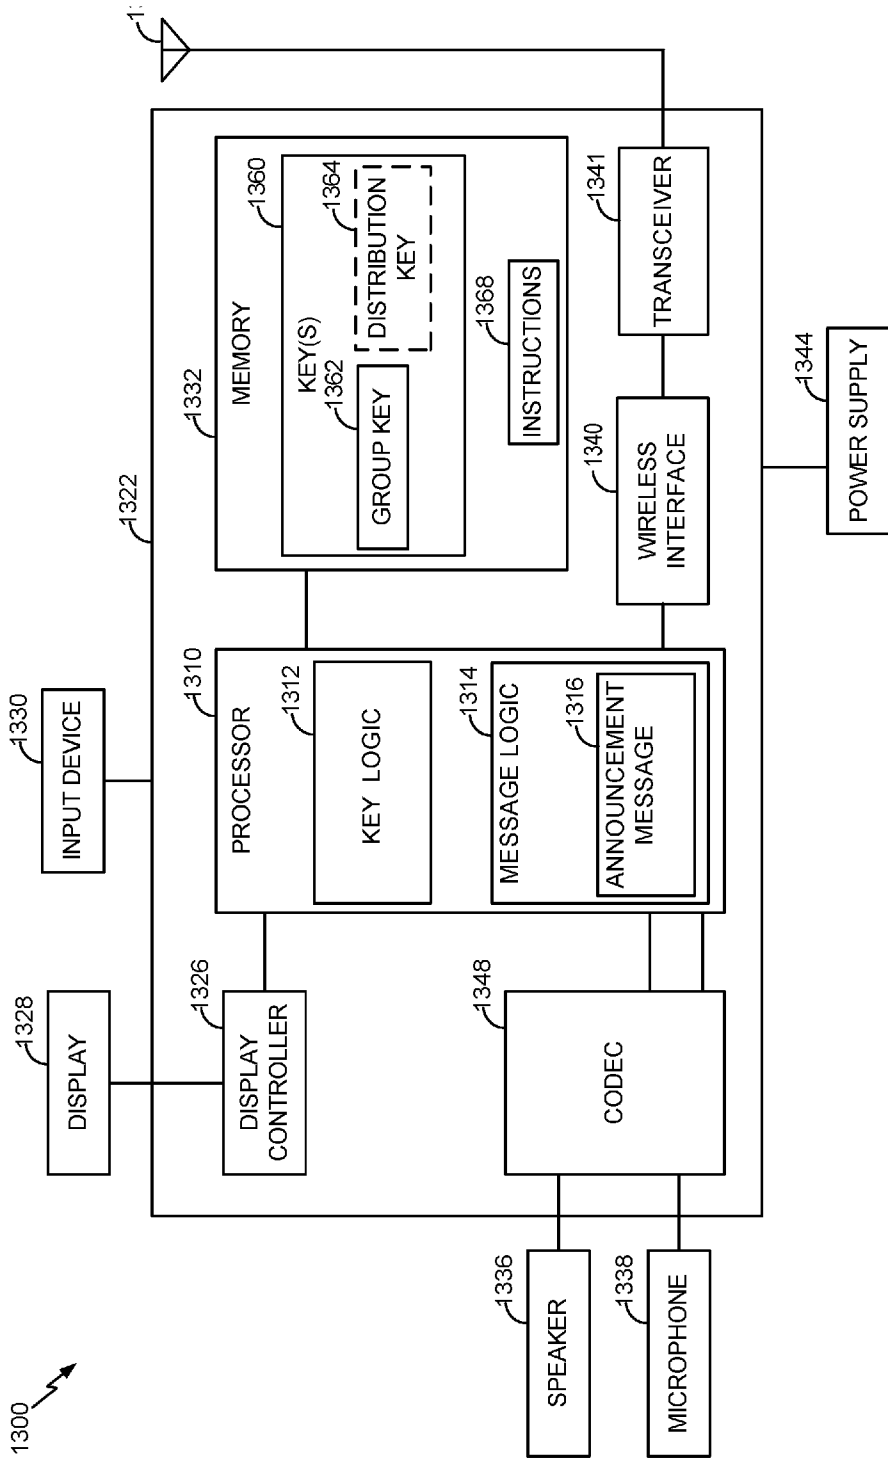 1300
DISPLAY
1328
INPUT DEVICE
1330
1322
DISPLAY
CONTROLLER
1326
PROCESSOR
1310
KEY LOGIC
1312
MESSAGE LOGIC
1314
ANNOUNCEMENT
MESSAGE
1316
MEMORY
1332
KEY(S)
1360
GROUP KEY
1362
DISTRIBUTION
KEY
1364
INSTRUCTIONS
1368
CODEC
1348
SPEAKER
1336
MICROPHONE
1338
WIRELESS
INTERFACE
1340
TRANSCEIVER
1341
POWER SUPPLY
1344